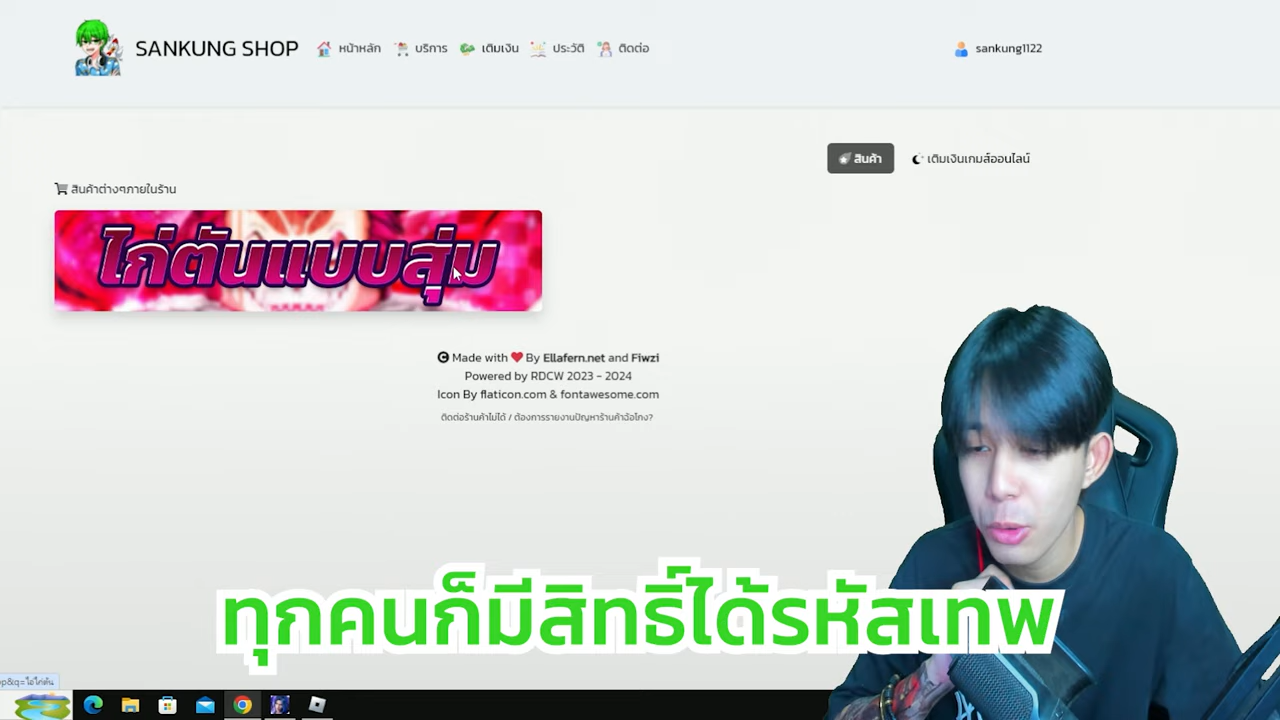 SANKUNG SHOP
หน้าหลัก
บริการ
เติมเงิน
ประวัติ
ติดต่อ
sankung1122
สินค้า
เติมเงินเกมส์ออนไลน์
สินค้าต่างๆภายในร้าน
ไก่ตันแบบสุ่ม
Made with ❤ By Ellafern.net and Fiwzi
Powered by RDCW 2023 - 2024
Icon By flaticon.com & fontawesome.com
ติดต่อร้านค้าไม่ได้ / ต้องการรายงานปัญหาร้านค้าฉ้อโกง?
ทุกคนก็มีสิทธิ์ได้รหัสเทพ